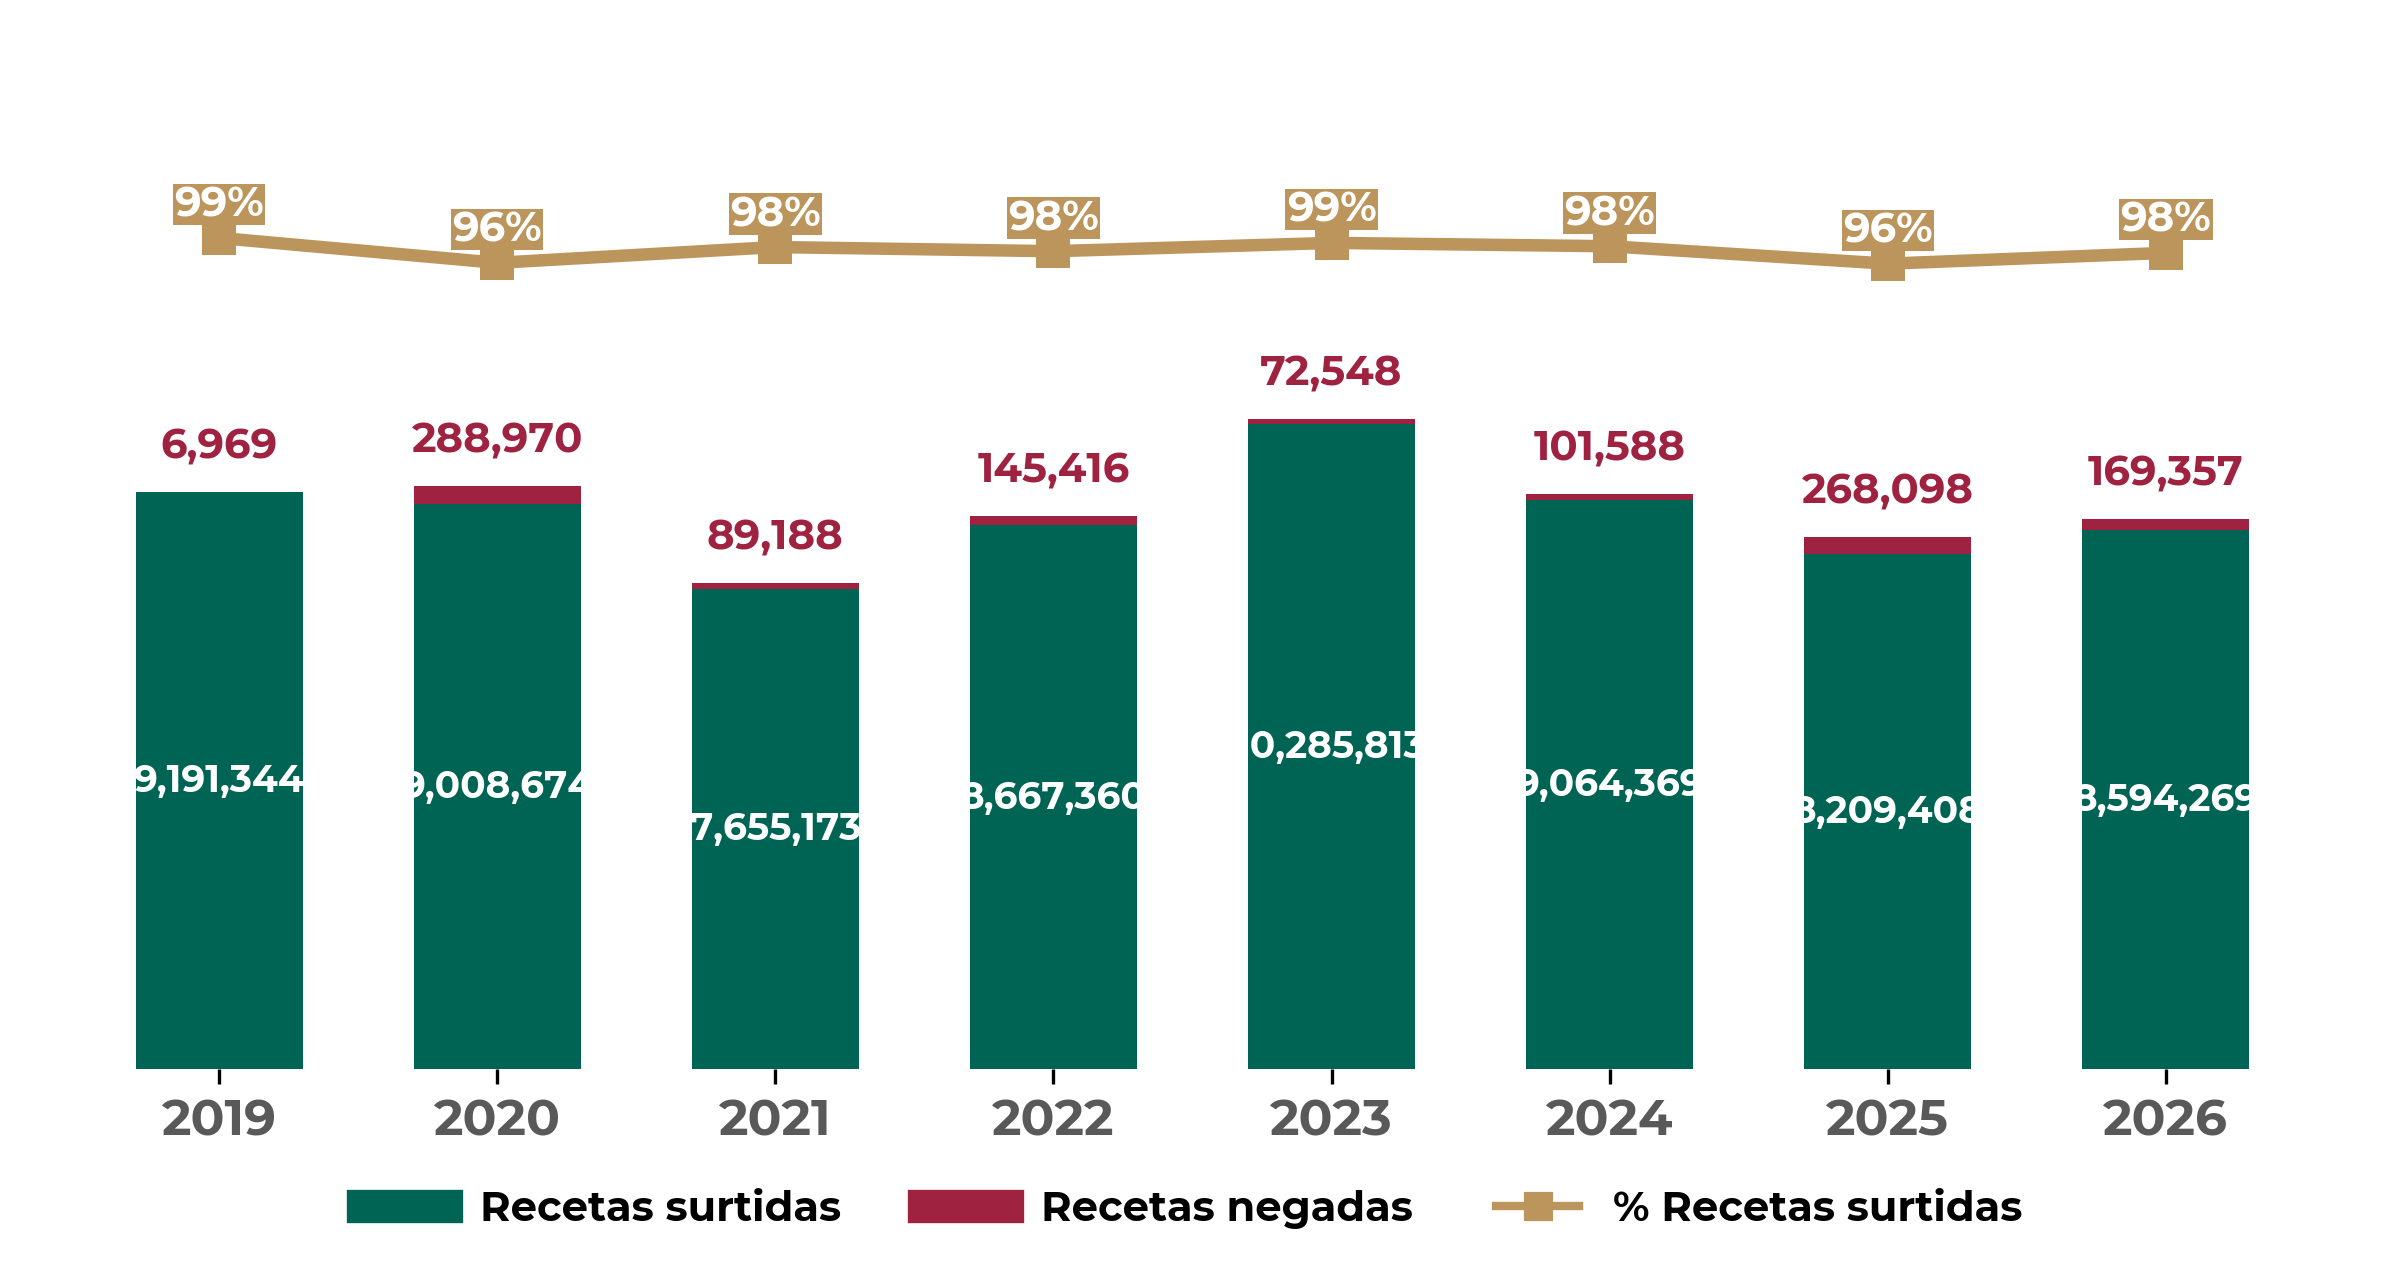 99% 96% 98% 98% 99% 98% 96% 98%
72,548
6,969 288,970 145,416 101,588 268,098 169,357
89,188
9,191,344 9,008,674 7,655,173 8,667,360 0,285,813 9,064,369 8,209,408 8,594,269
2019 2020 2021 2022 2023 2024 2025 2026
Recetas surtidas Recetas negadas % Recetas surtidas